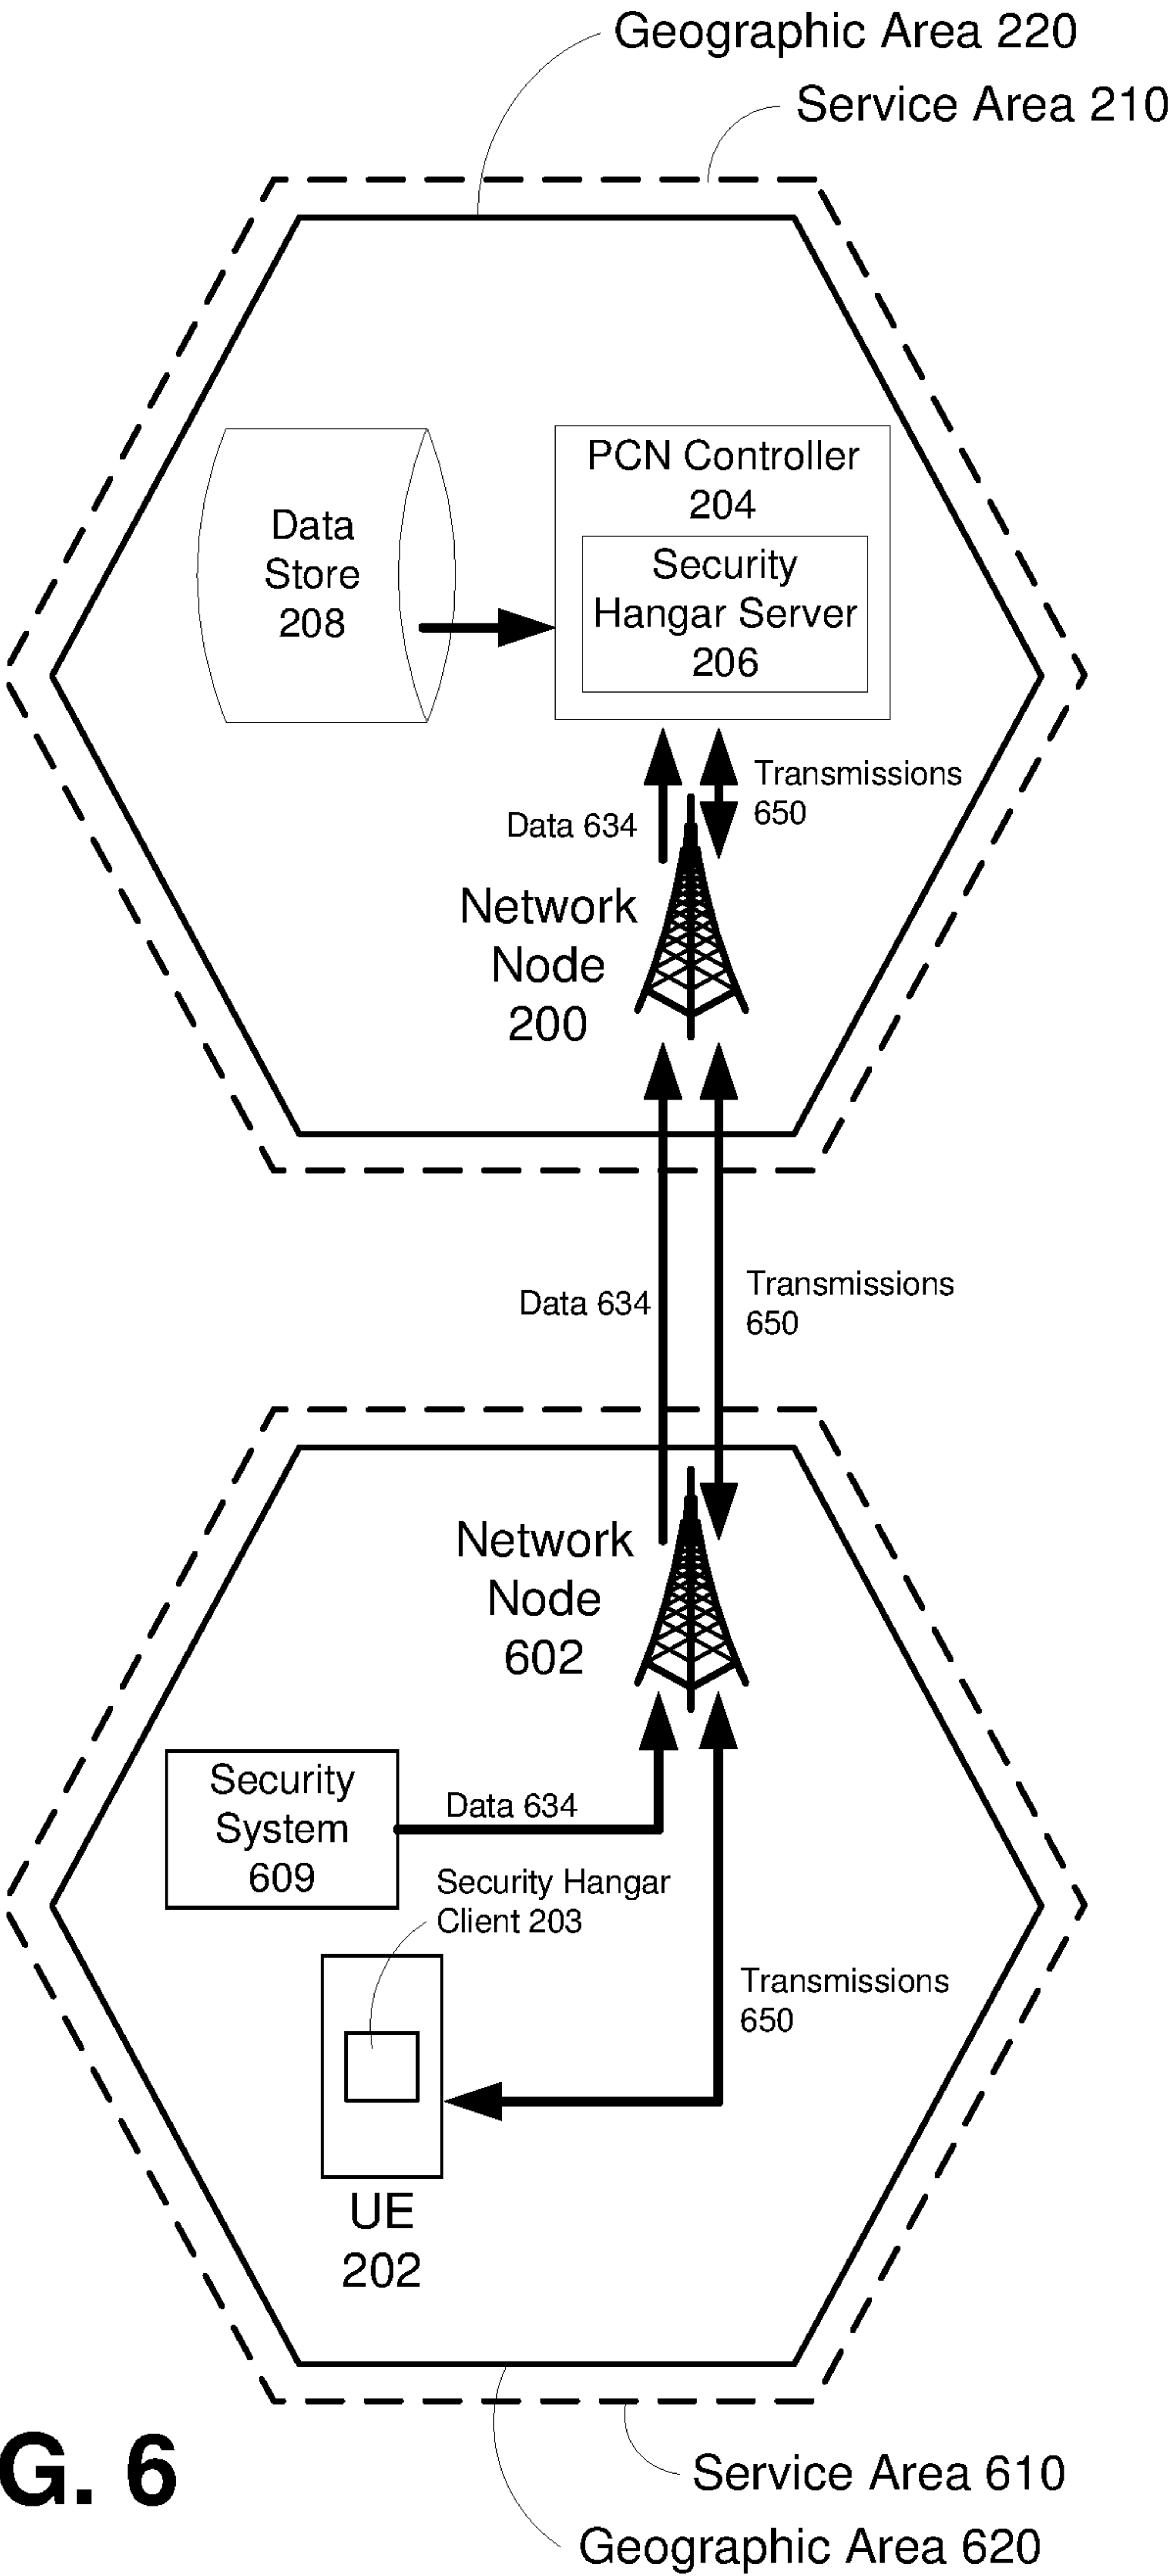 Geographic Area 220
Service Area 210
Data
Store
208
PCN Controller
204
Security
Hangar Server
206
Transmissions
650
Data 634
Network
Node
200
Data 634
Transmissions
650
Network
Node
602
Security
System
609
Data 634
Security Hangar
Client 203
Transmissions
650
UE
202
G. 6
Service Area 610
Geographic Area 620